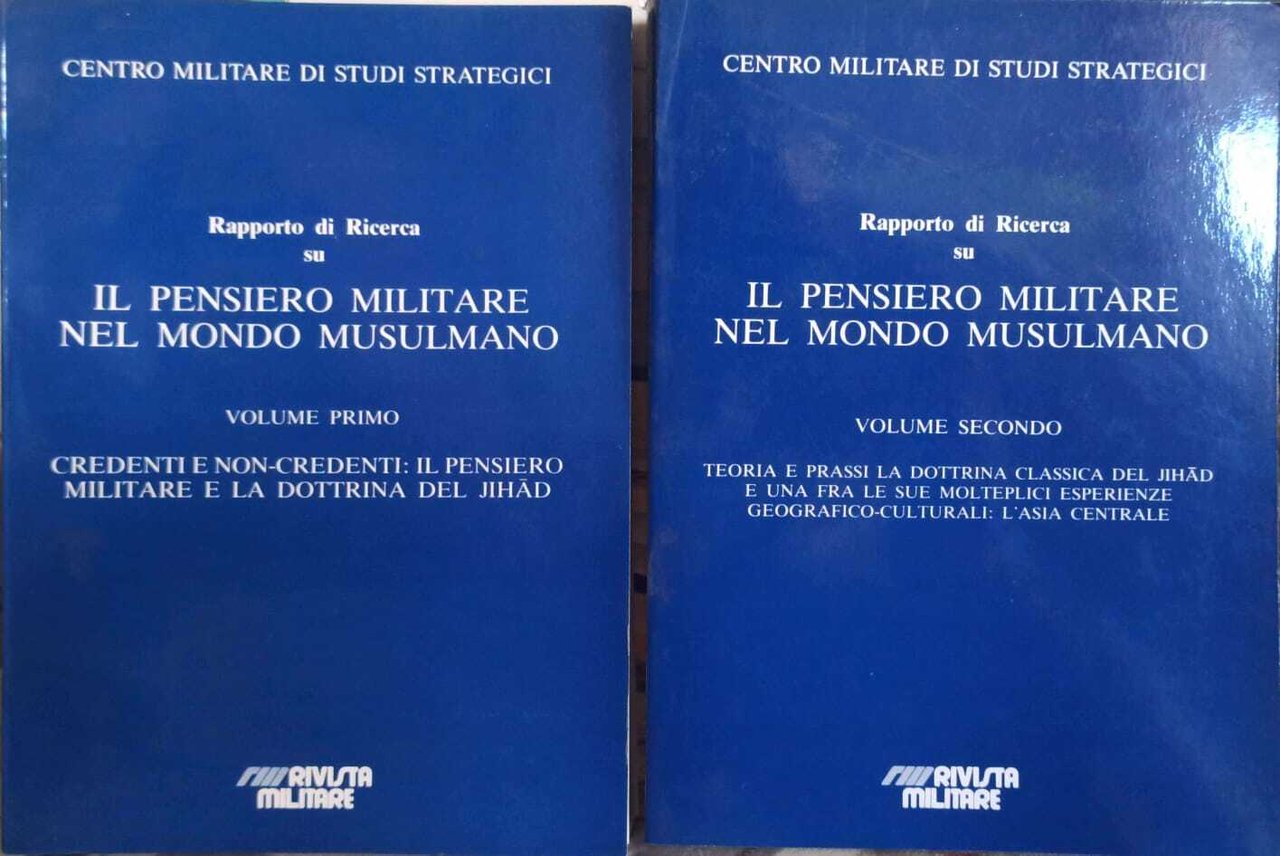 CENTRO MILITARE DI STUDI STRATEGICI
Rapporto di Ricerca
su
IL PENSIERO MILITARE
NEL MONDO MUSULMANO
VOLUME PRIMO
CREDENTI E NON-CREDENTI: IL PENSIERO
MILITARE E LA DOTTRINA DEL JIHĀD
RIVISTA
MILITARE
CENTRO MILITARE DI STUDI STRATEGICI
Rapporto di Ricerca
su
IL PENSIERO MILITARE
NEL MONDO MUSULMANO
VOLUME SECONDO
TEORIA E PRASSI LA DOTTRINA CLASSICA DEL JIHĀD
E UNA FRA LE SUE MOLTEPLICI ESPERIENZE
GEOGRAFICO-CULTURALI: L'ASIA CENTRALE
RIVISTA
MILITARE